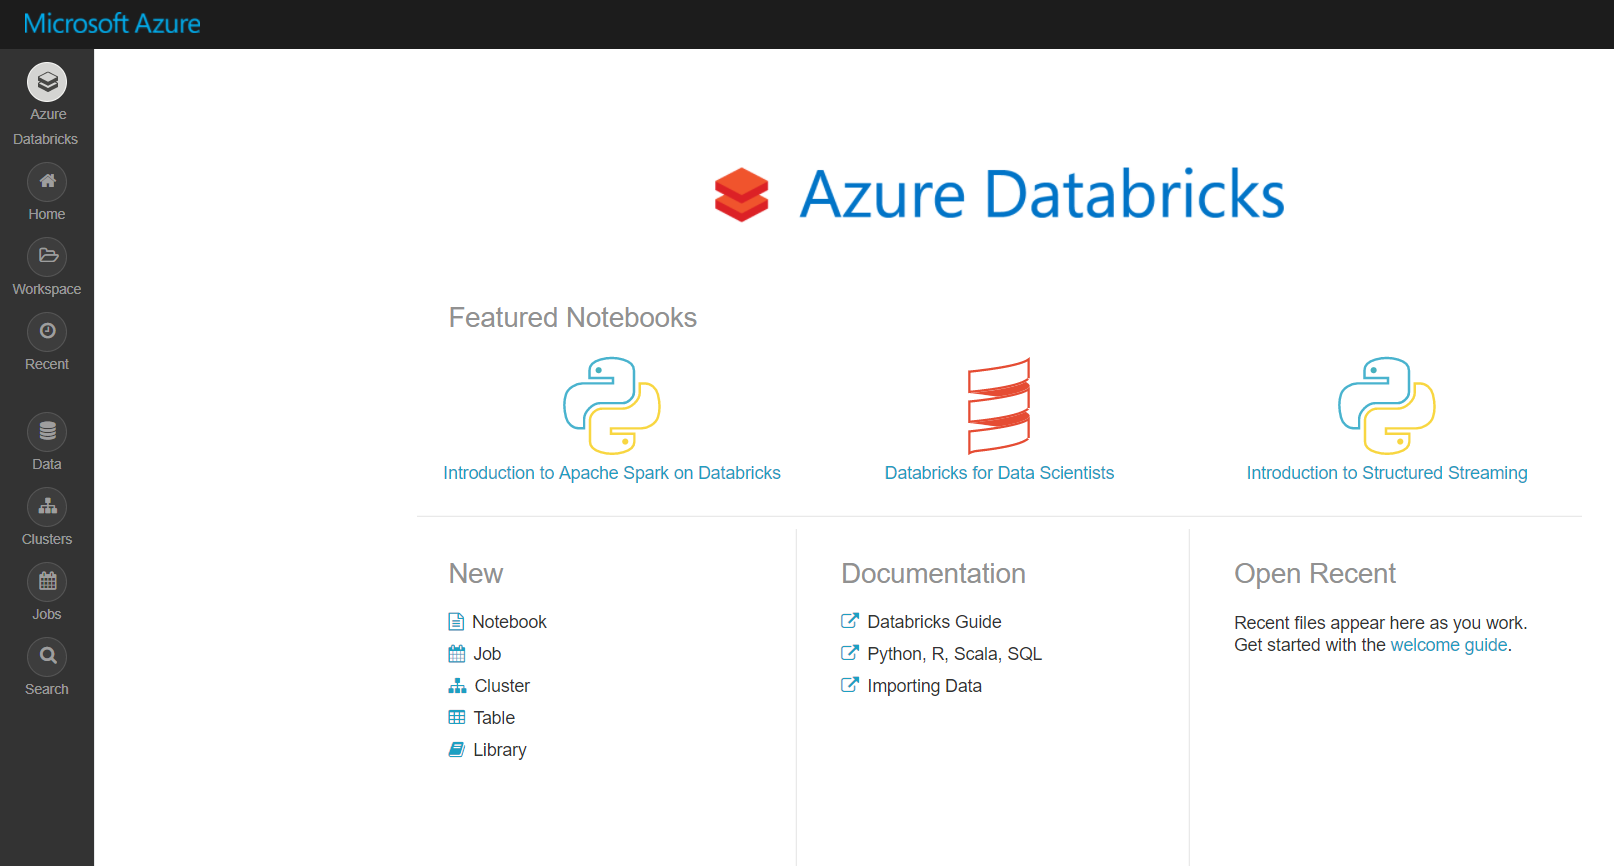 Microsoft Azure
Azure
Databricks
Home
Workspace
Recent
Data
Clusters
Jobs
Search
Azure Databricks
Featured Notebooks
Introduction to Apache Spark on Databricks
Databricks for Data Scientists
Introduction to Structured Streaming
New
Notebook
Job
Cluster
Table
Library
Documentation
Databricks Guide
Python, R, Scala, SQL
Importing Data
Open Recent
Recent files appear here as you work.
Get started with the welcome guide.